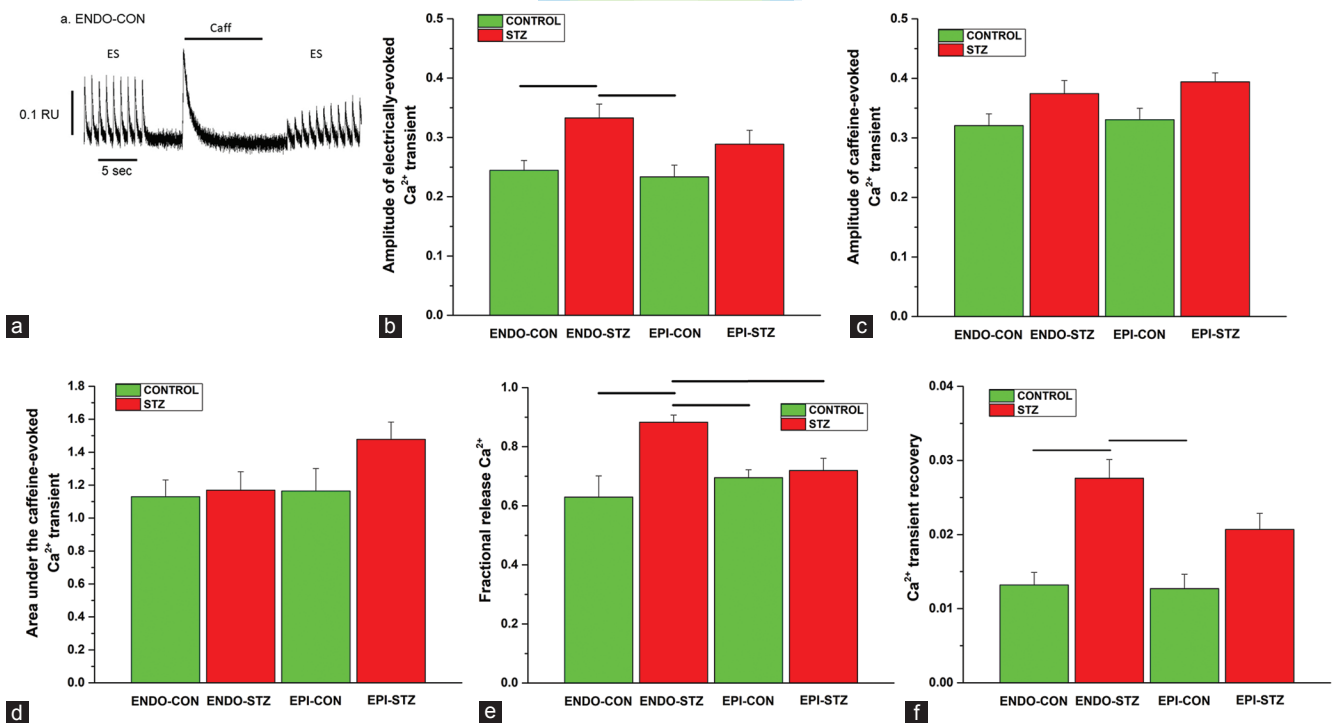 a. ENDO-CON
Caff
ES
ES
0.1 RU
5 sec
a
Amplitude of electrically-evoked
Ca²⁺ transient
0.5
0.4
0.3
0.2
0.1
0.0
CONTROL
STZ
ENDO-CON ENDO-STZ EPI-CON EPI-STZ
b
Amplitude of caffeine-evoked
Ca²⁺ transient
0.5
0.4
0.3
0.2
0.1
0.0
CONTROL
STZ
ENDO-CON ENDO-STZ EPI-CON EPI-STZ
c
Area under the caffeine-evoked
Ca²⁺ transient
1.8
1.6
1.4
1.2
1.0
0.8
0.6
0.4
0.2
0.0
CONTROL
STZ
ENDO-CON ENDO-STZ EPI-CON EPI-STZ
d
Fractional release Ca²⁺
1.0
0.8
0.6
0.4
0.2
0.0
CONTROL
STZ
ENDO-CON ENDO-STZ EPI-CON EPI-STZ
e
Ca²⁺ transient recovery
0.04
0.03
0.02
0.01
0.00
CONTROL
STZ
ENDO-CON ENDO-STZ EPI-CON EPI-STZ
f